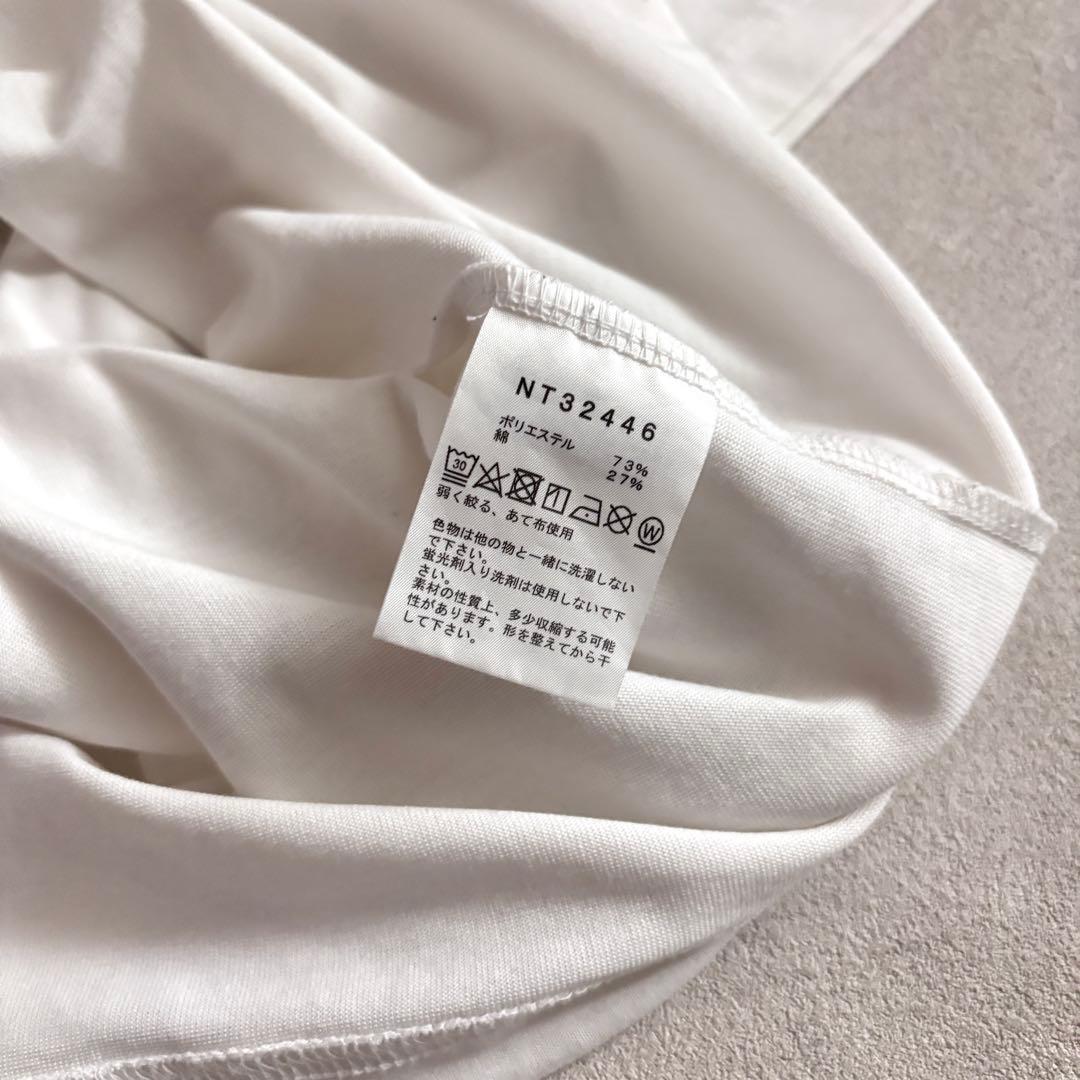 NT32446
ポリエステル 73%
綿 27%
30 W
弱く絞る、あて布使用
色物は他の物と一緒に洗濯しない
で下さい。
蛍光剤入り洗剤は使用しないで下
さい。
素材の性質上、多少収縮する可能
性があります。形を整えてから干
して下さい。